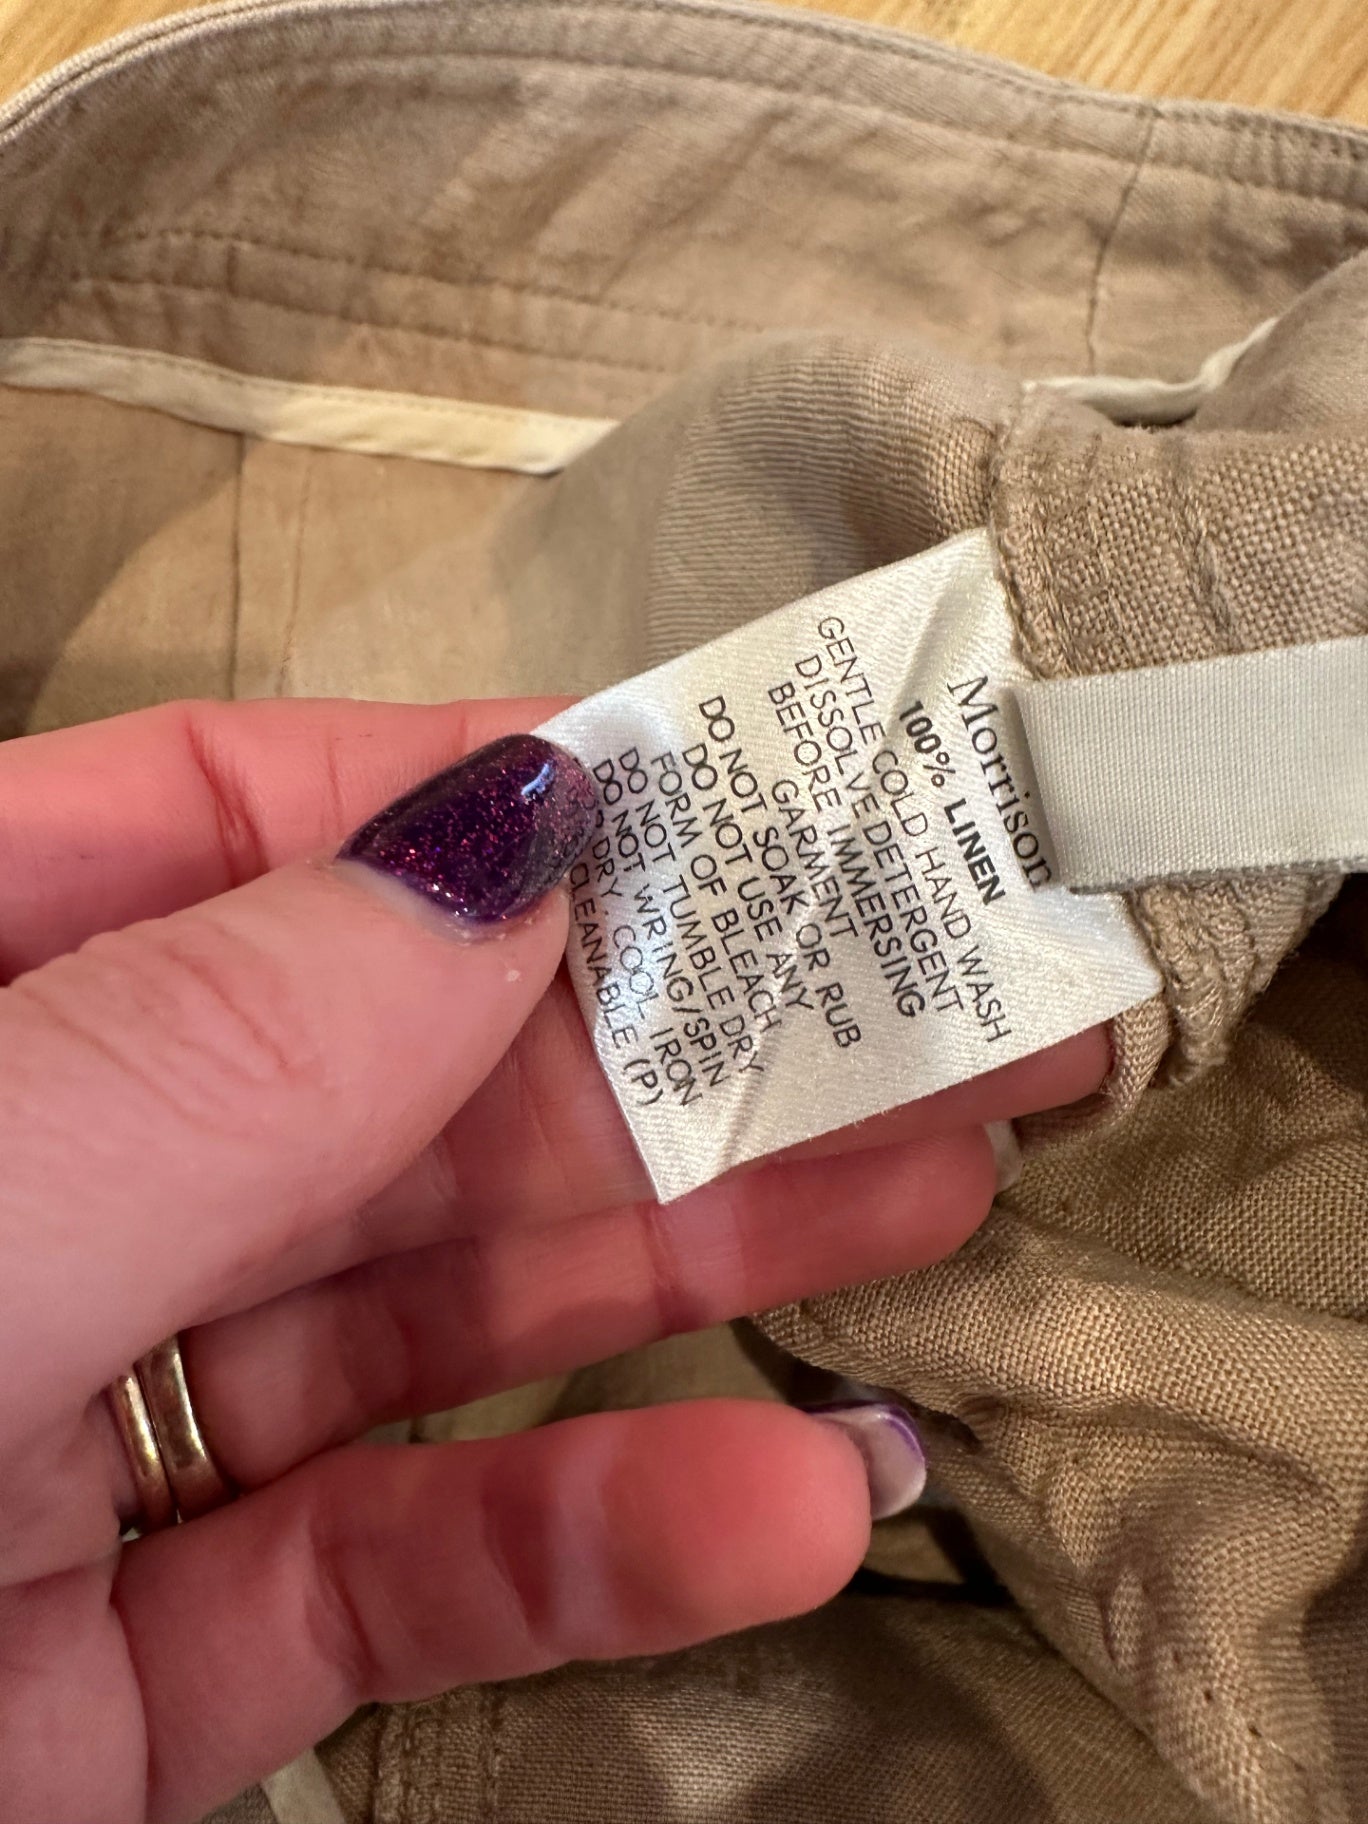 Morrison
100% LINEN
GENTLE COLD HAND WASH
DISSOLVE DETERGENT
BEFORE IMMERSING
GARMENT
DO NOT SOAK OR RUB
DO NOT USE ANY
FORM OF BLEACH
DO NOT TUMBLE DRY
DO NOT WRING/SPIN
DRY. COOL IRON
CLEANABLE (P)